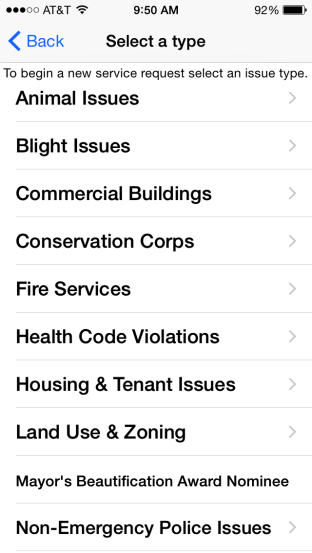 AT&T 9:50 AM 92%
Back Select a type
To begin a new service request select an issue type.
Animal Issues
Blight Issues
Commercial Buildings
Conservation Corps
Fire Services
Health Code Violations
Housing & Tenant Issues
Land Use & Zoning
Mayor's Beautification Award Nominee
Non-Emergency Police Issues